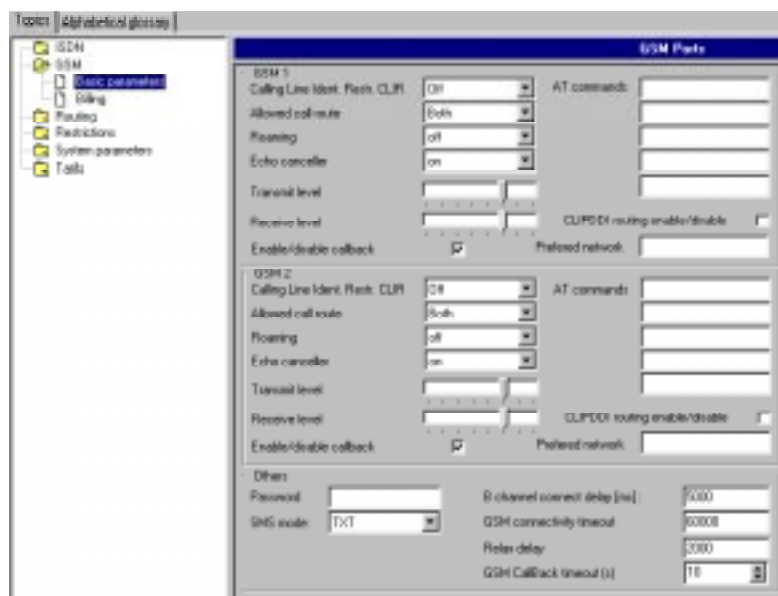 Topics Alphabetical glossary
ISDN
GSM
Basic parameters
Billing
Routing
Restrictions
System parameters
Tarifs
GSM Ports
GSM 1
Calling Line Ident. Restr. CLIR Off AT commands
Allowed call route Both
Roaming off
Echo canceller on
Transmit level
Receive level CLIP/DDI routing enable/disable
Enable/disable callback Prefered network
GSM 2
Calling Line Ident. Restr. CLIR Off AT commands
Allowed call route Both
Roaming off
Echo canceller on
Transmit level
Receive level CLIP/DDI routing enable/disable
Enable/disable callback Prefered network
Others
Password B channel connect delay [ms] : 5000
SMS mode: TXT GSM connectivity timeout 60000
Relax delay 2000
GSM CallBack timeout (s) 10